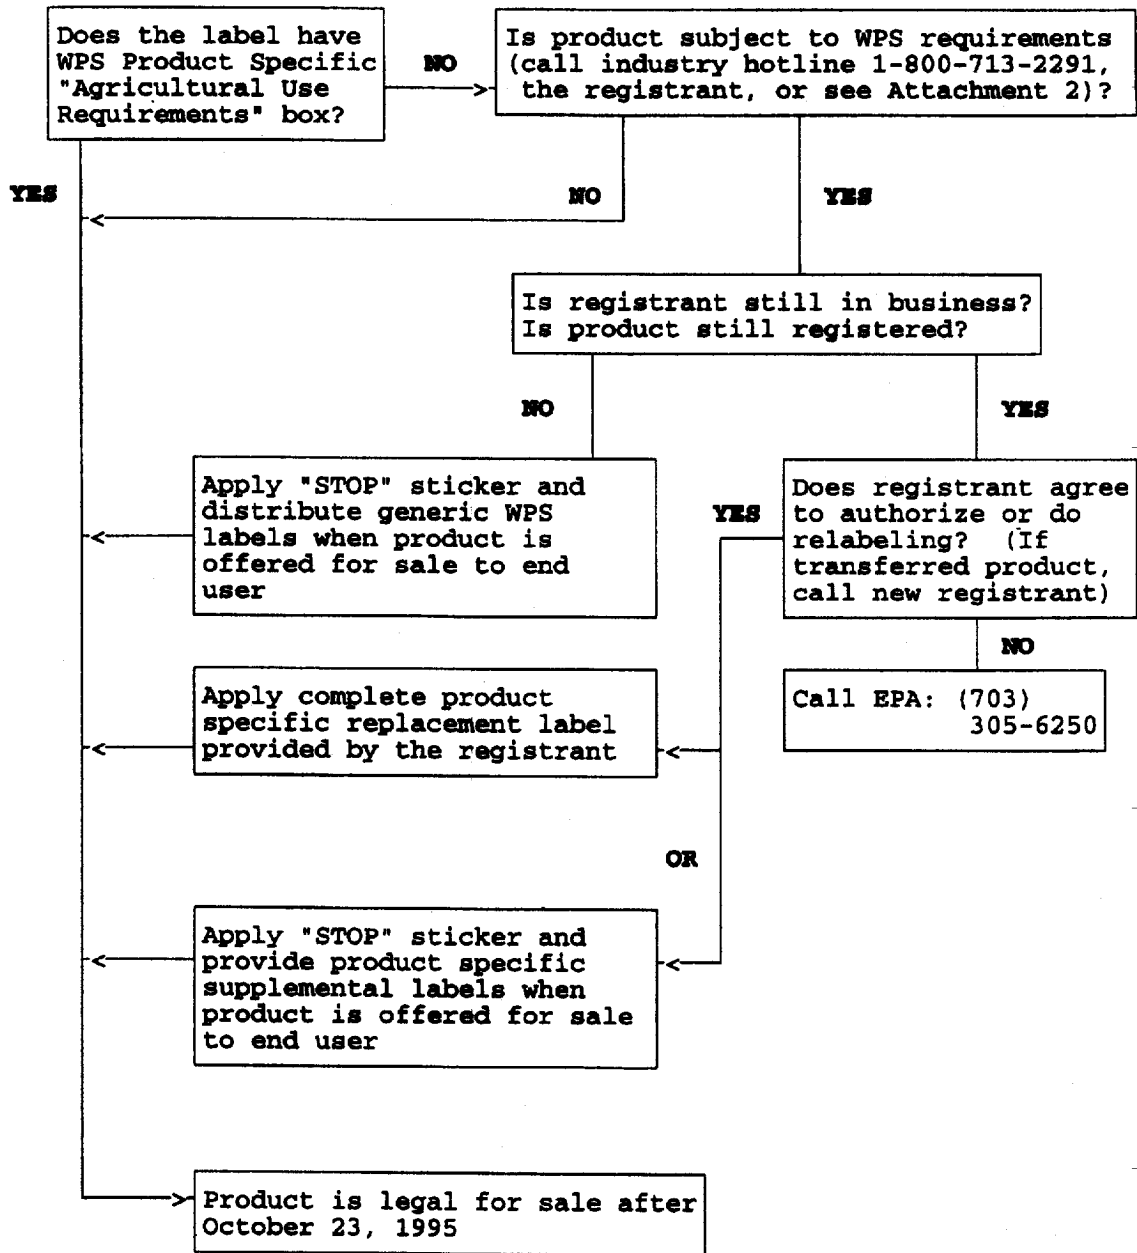 Does the label have
WPS Product Specific
"Agricultural Use
Requirements" box?
NO
Is product subject to WPS requirements
(call industry hotline 1-800-713-2291,
the registrant, or see Attachment 2)?
YES
NO
YES
Is registrant still in business?
Is product still registered?
NO
YES
Apply "STOP" sticker and
distribute generic WPS
labels when product is
offered for sale to end
user
YES
Does registrant agree
to authorize or do
relabeling? (If
transferred product,
call new registrant)
NO
Call EPA: (703)
305-6250
Apply complete product
specific replacement label
provided by the registrant
OR
Apply "STOP" sticker and
provide product specific
supplemental labels when
product is offered for sale
to end user
Product is legal for sale after
October 23, 1995